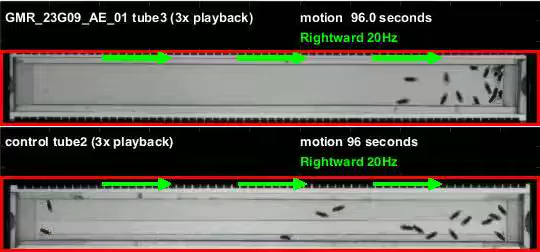 GMR_23G09_AE_01 tube3 (3x playback)
motion  96.0 seconds
Rightward 20Hz
control tube2 (3x playback)
motion 96 seconds
Rightward 20Hz